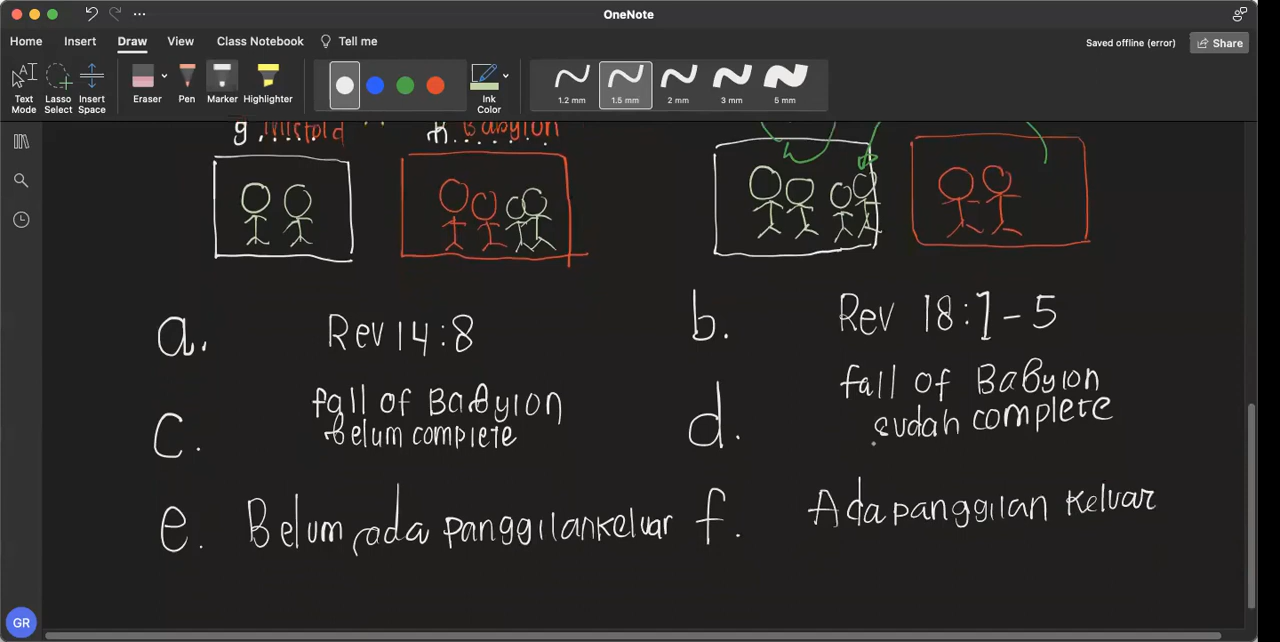 OneNote
Home Insert Draw View Class Notebook Tell me
Saved offline (error) Share
Text Mode
Lasso Select
Insert Space
Eraser
Pen
Marker
Highlighter
Ink Color
1.2 mm
1.5 mm
2 mm
3 mm
5 mm
g.
h. Babylon
a. Rev 14:8
b. Rev 18:1-5
c. fall of Babylon
belum complete
d. fall of Babylon
sudah complete
e. Belum ada panggilan keluar
f. Ada panggilan keluar
GR